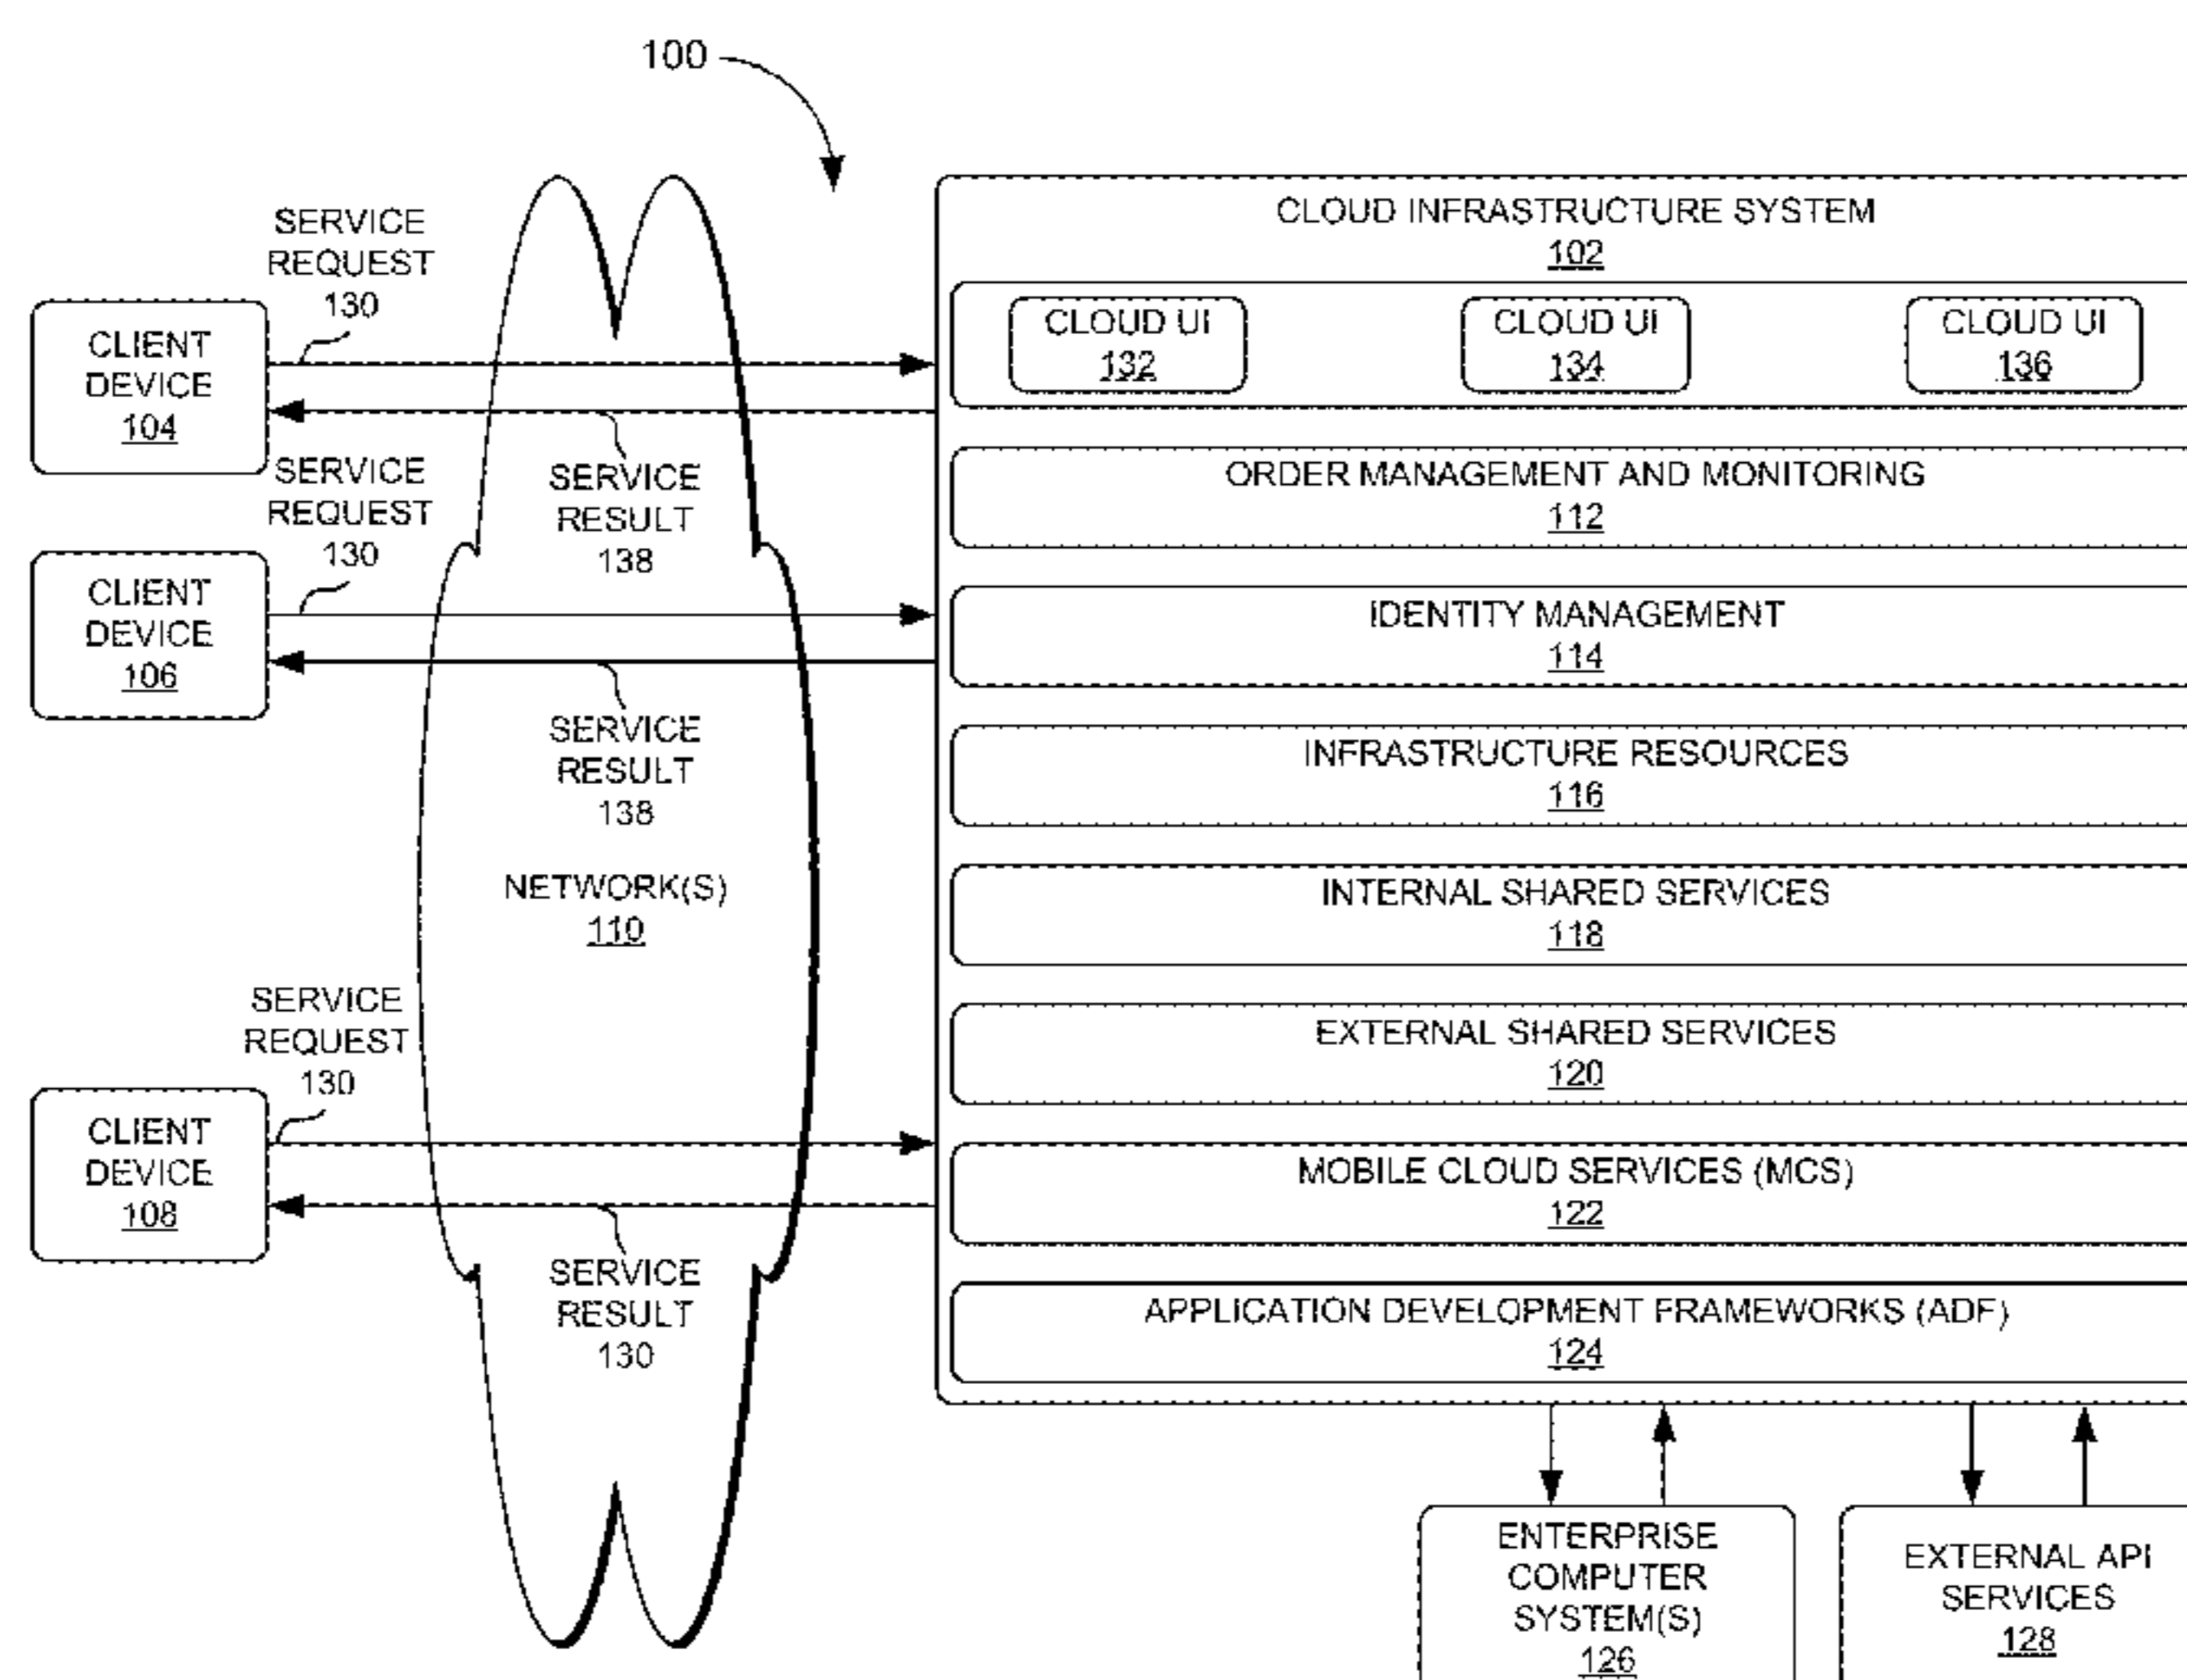 100
SERVICE
REQUEST
130
CLIENT
DEVICE
104
SERVICE
RESULT
138
SERVICE
REQUEST
130
CLIENT
DEVICE
106
SERVICE
RESULT
138
NETWORK(S)
110
SERVICE
REQUEST
130
CLIENT
DEVICE
108
SERVICE
RESULT
130
CLOUD INFRASTRUCTURE SYSTEM
102
CLOUD UI
132
CLOUD UI
134
CLOUD UI
136
ORDER MANAGEMENT AND MONITORING
112
IDENTITY MANAGEMENT
114
INFRASTRUCTURE RESOURCES
116
INTERNAL SHARED SERVICES
118
EXTERNAL SHARED SERVICES
120
MOBILE CLOUD SERVICES (MCS)
122
APPLICATION DEVELOPMENT FRAMEWORKS (ADF)
124
ENTERPRISE
COMPUTER
SYSTEM(S)
126
EXTERNAL API
SERVICES
128